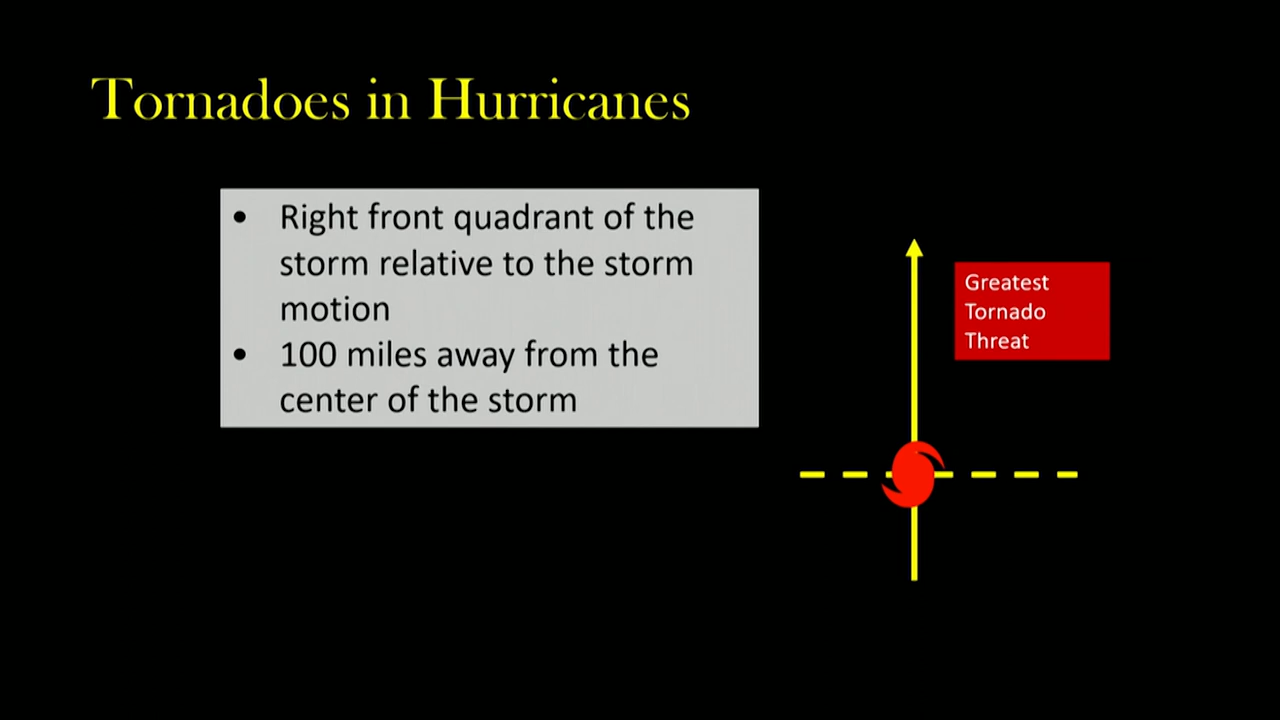 Tornadoes in Hurricanes
• Right front quadrant of the
storm relative to the storm
motion
• 100 miles away from the
center of the storm
Greatest
Tornado
Threat